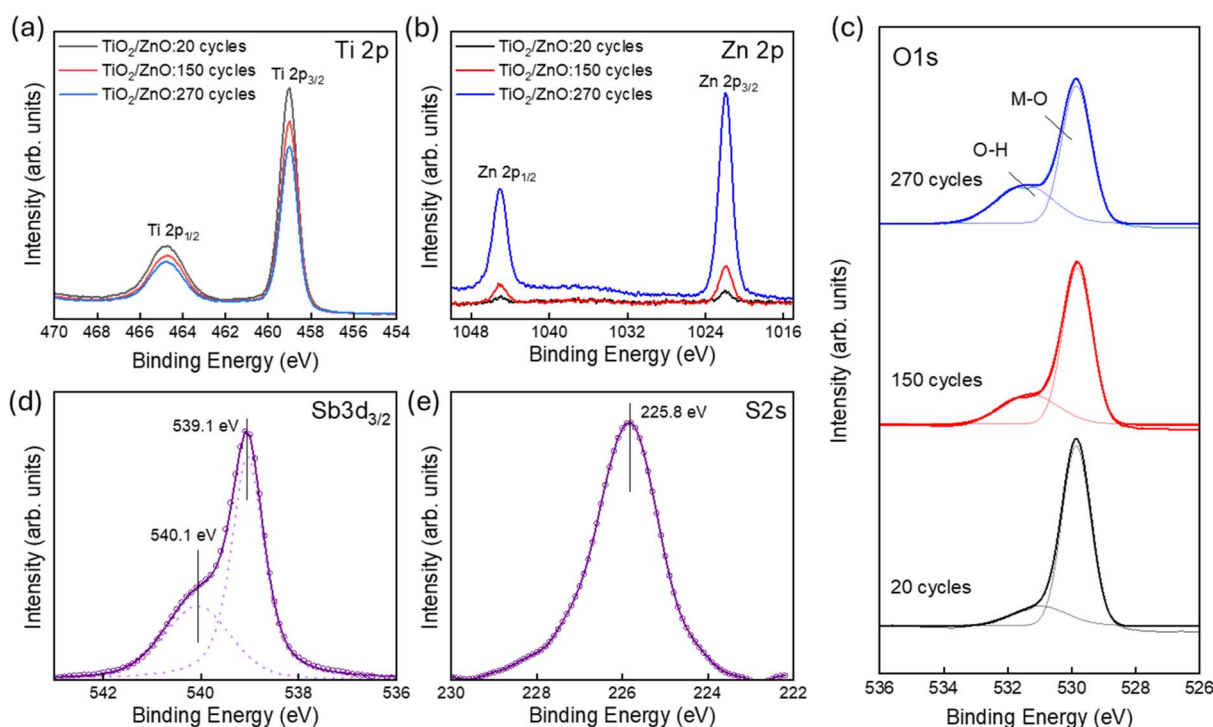 (a)
TiO₂/ZnO:20 cycles
TiO₂/ZnO:150 cycles
TiO₂/ZnO:270 cycles
Ti 2p
Ti 2p₃/₂
Ti 2p₁/₂
Intensity (arb. units)
470 468 466 464 462 460 458 456 454
Binding Energy (eV)
(b)
TiO₂/ZnO:20 cycles
TiO₂/ZnO:150 cycles
TiO₂/ZnO:270 cycles
Zn 2p
Zn 2p₃/₂
Zn 2p₁/₂
Intensity (arb. units)
1048 1040 1032 1024 1016
Binding Energy (eV)
(c)
O1s
M-O
O-H
270 cycles
150 cycles
20 cycles
Intensity (arb. units)
536 534 532 530 528 526
Binding Energy (eV)
(d)
Sb3d₃/₂
539.1 eV
540.1 eV
Intensity (arb. units)
542 540 538 536
Binding Energy (eV)
(e)
S2s
225.8 eV
Intensity (arb. units)
230 228 226 224 222
Binding Energy (eV)